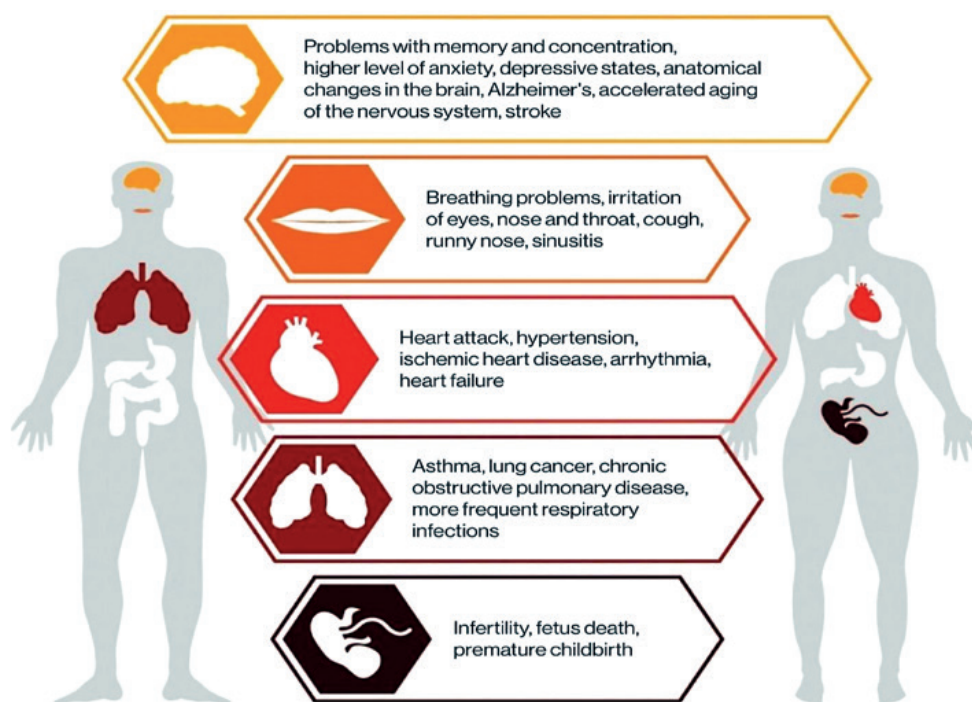 Problems with memory and concentration,
higher level of anxiety, depressive states, anatomical
changes in the brain, Alzheimer's, accelerated aging
of the nervous system, stroke
Breathing problems, irritation
of eyes, nose and throat, cough,
runny nose, sinusitis
Heart attack, hypertension,
ischemic heart disease, arrhythmia,
heart failure
Asthma, lung cancer, chronic
obstructive pulmonary disease,
more frequent respiratory
infections
Infertility, fetus death,
premature childbirth